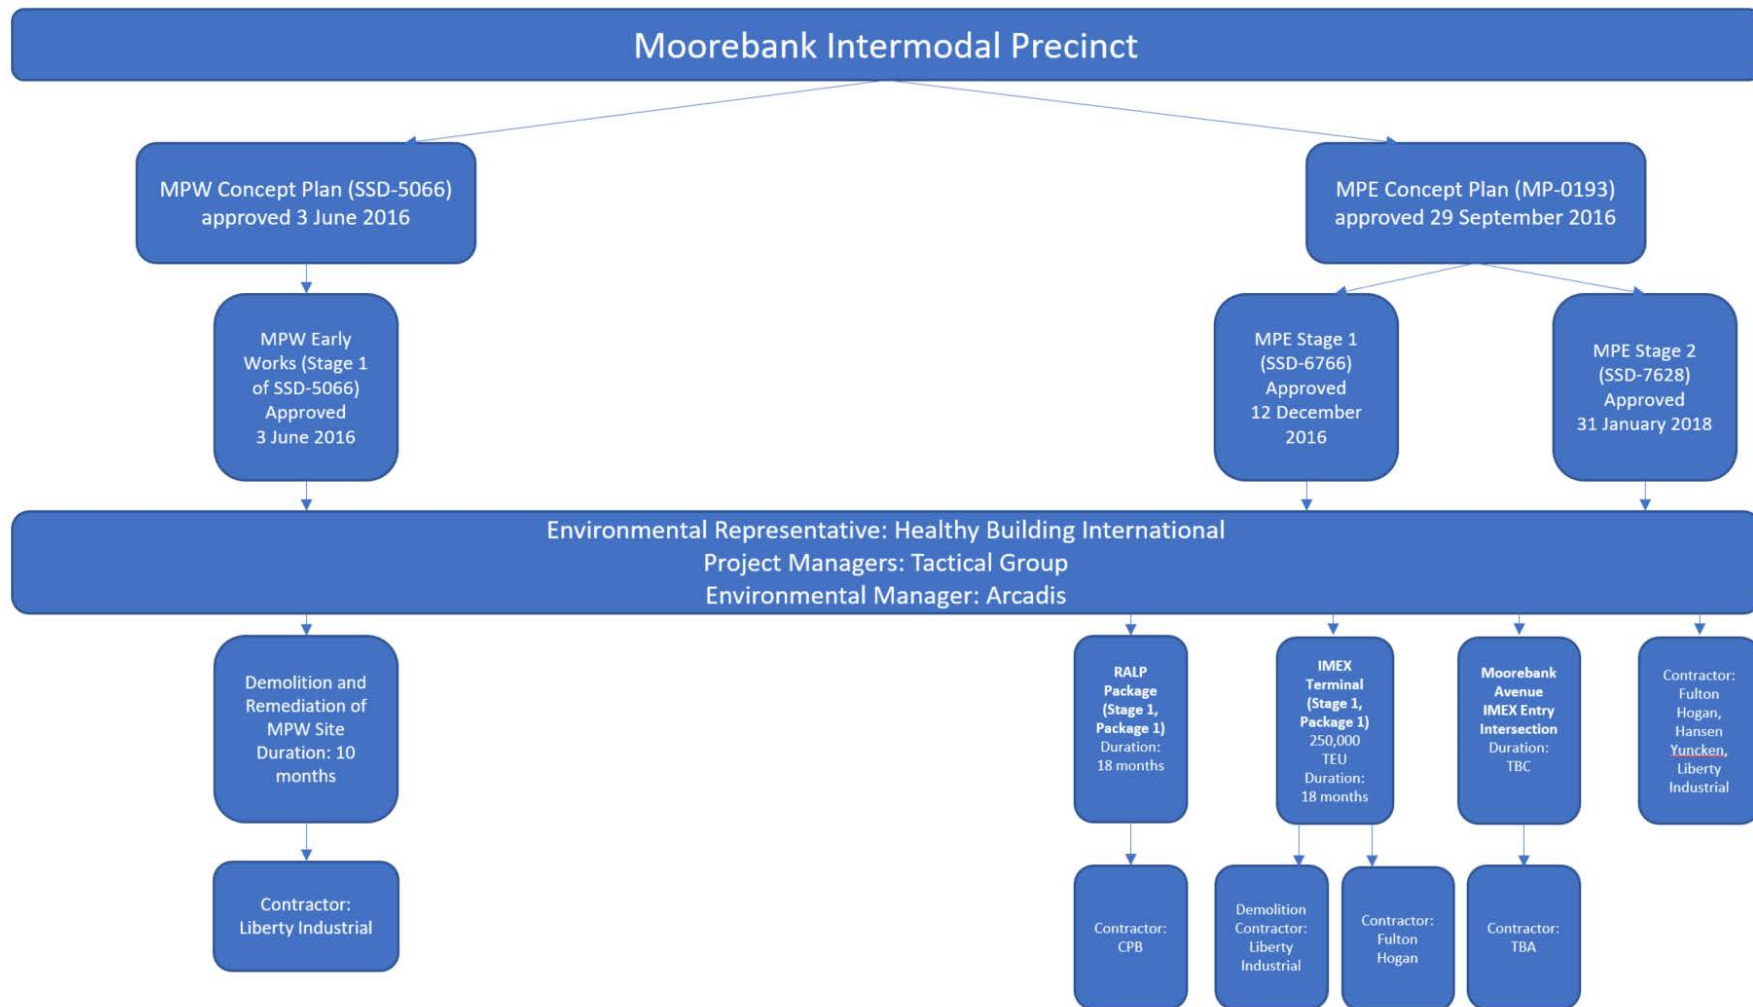 Moorebank Intermodal Precinct
MPW Concept Plan (SSD-5066)
approved 3 June 2016
MPE Concept Plan (MP-0193)
approved 29 September 2016
MPW Early
Works (Stage 1
of SSD-5066)
Approved
3 June 2016
MPE Stage 1
(SSD-6766)
Approved
12 December
2016
MPE Stage 2
(SSD-7628)
Approved
31 January 2018
Environmental Representative: Healthy Building International
Project Managers: Tactical Group
Environmental Manager: Arcadis
Demolition and
Remediation of
MPW Site
Duration: 10
months
RALP
Package
(Stage 1,
Package 1)
Duration:
18 months
IMEX
Terminal
(Stage 1,
Package 1)
250,000
TEU
Duration:
18 months
Moorebank
Avenue
IMEX Entry
Intersection
Duration:
TBC
Contractor:
Fulton
Hogan,
Hansen
Yuncken,
Liberty
Industrial
Contractor:
Liberty Industrial
Contractor:
CPB
Demolition
Contractor:
Liberty
Industrial
Contractor:
Fulton
Hogan
Contractor:
TBA